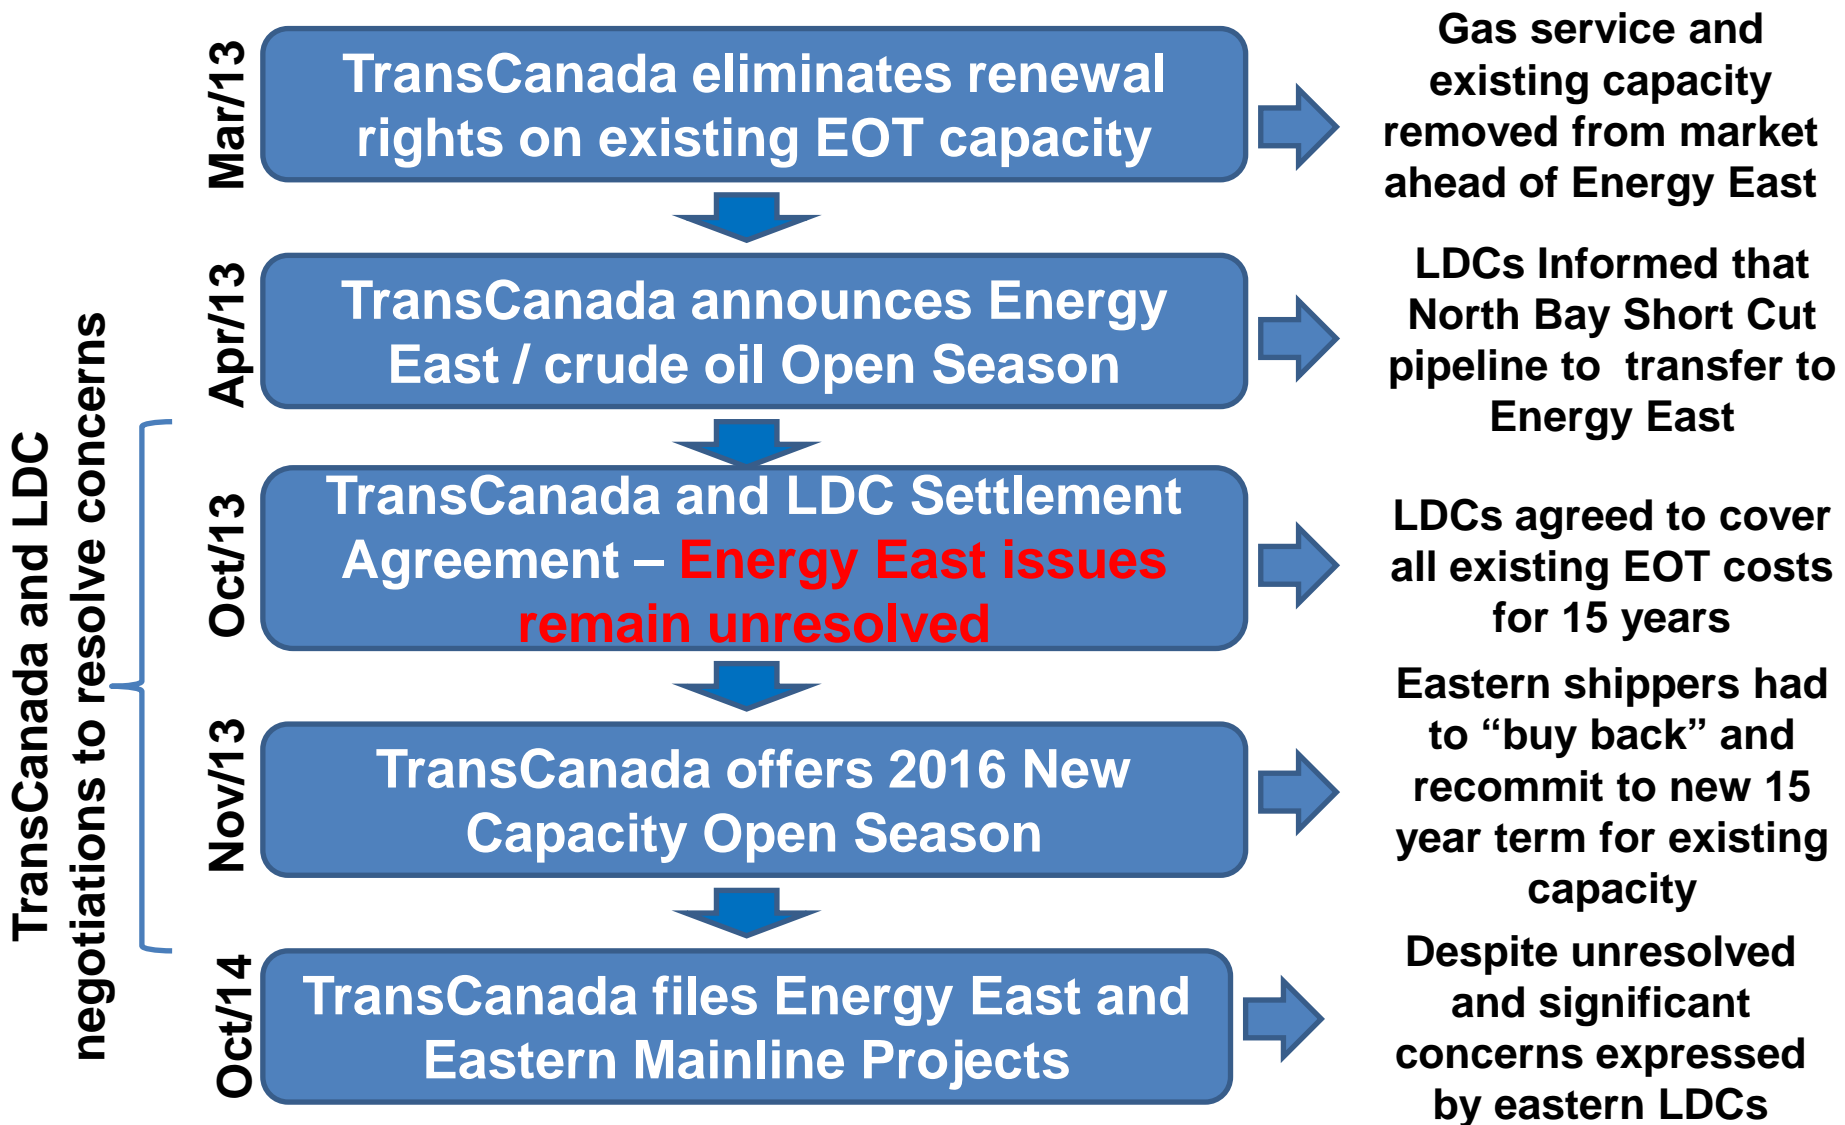 TransCanada and LDC
negotiations to resolve concerns
Mar/13
TransCanada eliminates renewal
rights on existing EOT capacity
Gas service and
existing capacity
removed from market
ahead of Energy East
Apr/13
TransCanada announces Energy
East / crude oil Open Season
LDCs Informed that
North Bay Short Cut
pipeline to  transfer to
Energy East
Oct/13
TransCanada and LDC Settlement
Agreement – Energy East issues
remain unresolved
LDCs agreed to cover
all existing EOT costs
for 15 years
Nov/13
TransCanada offers 2016 New
Capacity Open Season
Eastern shippers had
to “buy back” and
recommit to new 15
year term for existing
capacity
Oct/14
TransCanada files Energy East and
Eastern Mainline Projects
Despite unresolved
and significant
concerns expressed
by eastern LDCs